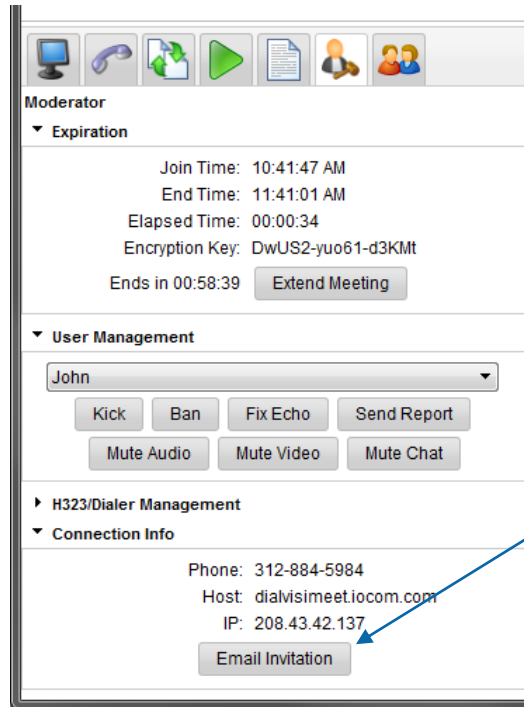 Moderator
Expiration
Join Time: 10:41:47 AM
End Time: 11:41:01 AM
Elapsed Time: 00:00:34
Encryption Key: DwUS2-yuo61-d3KMt
Ends in 00:58:39 Extend Meeting
User Management
John
Kick Ban Fix Echo Send Report
Mute Audio Mute Video Mute Chat
H323/Dialer Management
Connection Info
Phone: 312-884-5984
Host: dialvisimeet.iocom.com
IP: 208.43.42.137
Email Invitation